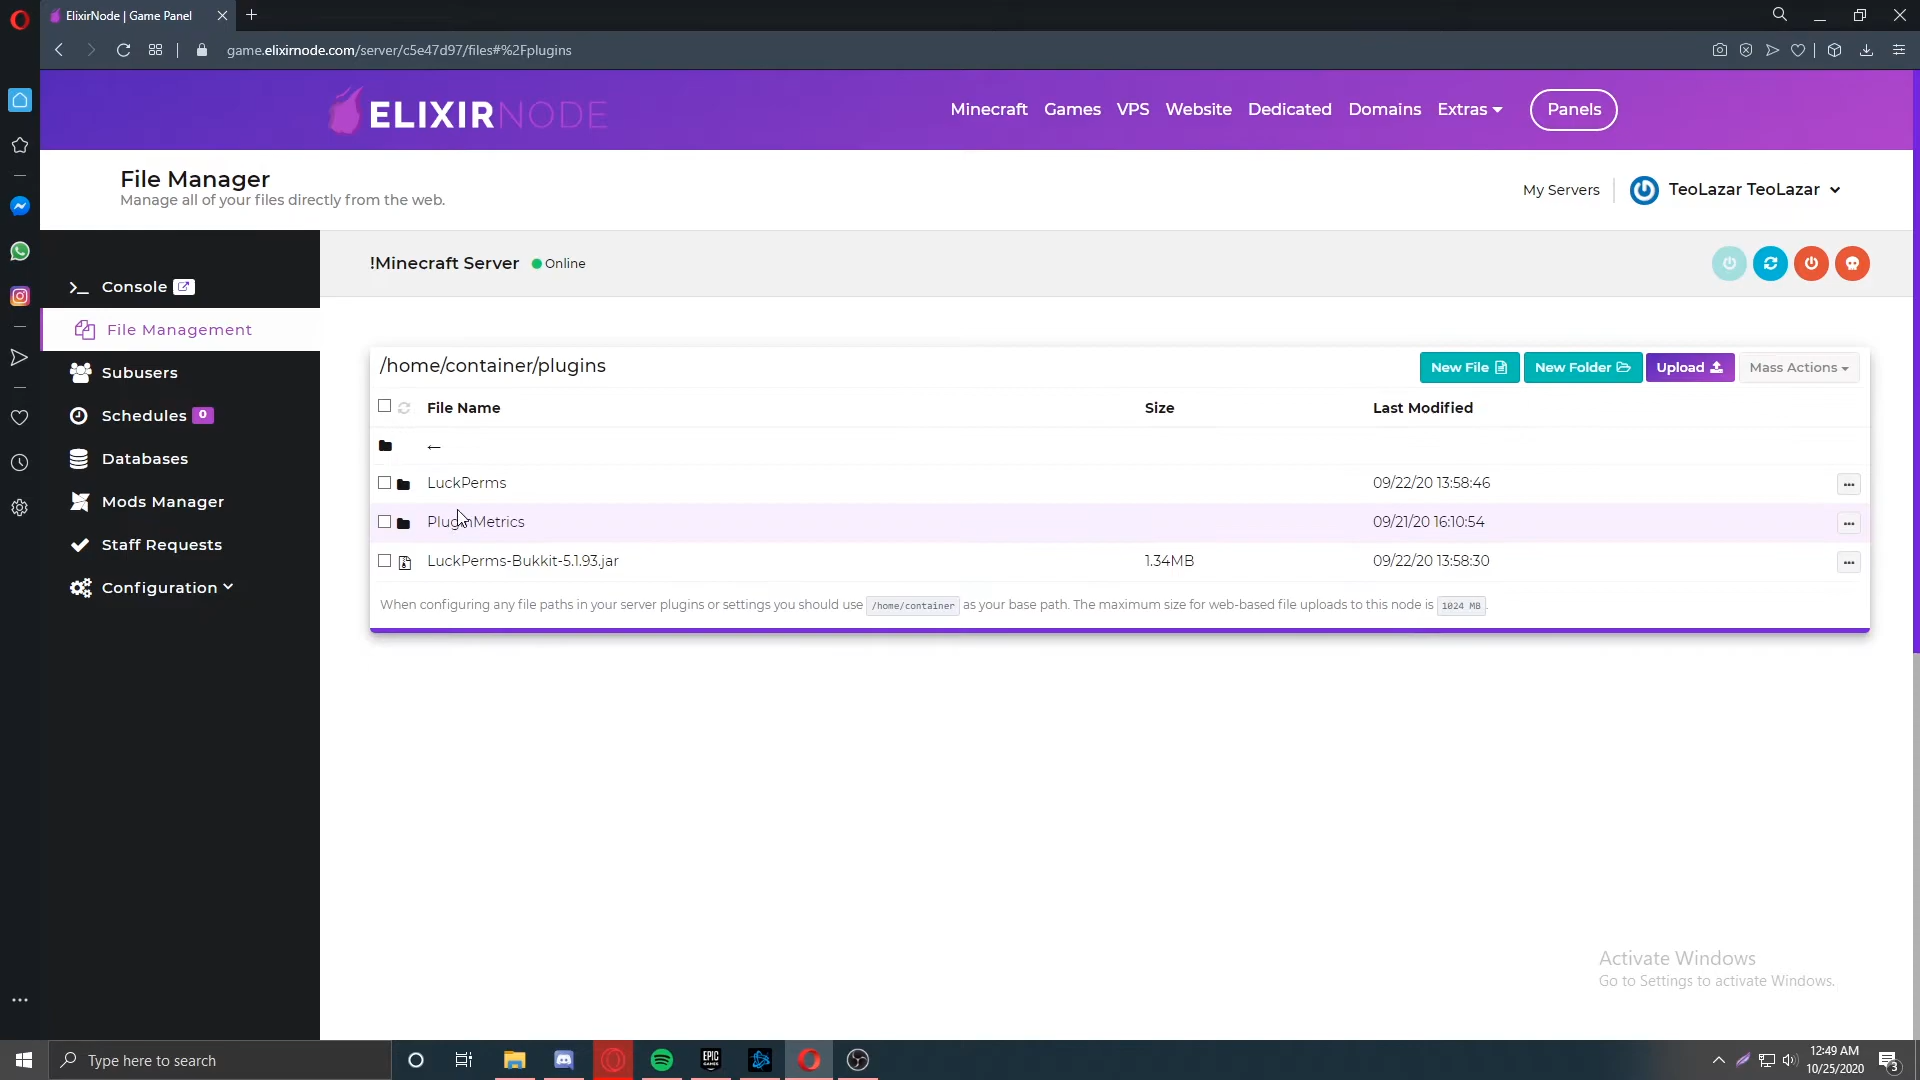 ElixirNode | Game Panel
game.elixirnode.com/server/c5e47d97/files#%2Fplugins
ELIXIRNODE
Minecraft Games VPS Website Dedicated Domains Extras Panels
File Manager
Manage all of your files directly from the web.
My Servers TeoLazar TeoLazar
!Minecraft Server Online
Console
File Management
Subusers
Schedules 0
Databases
Mods Manager
Staff Requests
Configuration
/home/container/plugins
New File New Folder Upload Mass Actions
File Name Size Last Modified
←
LuckPerms 09/22/20 13:58:46
PluginMetrics 09/21/20 16:10:54
LuckPerms-Bukkit-5.1.93.jar 1.34MB 09/22/20 13:58:30
When configuring any file paths in your server plugins or settings you should use /home/container as your base path. The maximum size for web-based file uploads to this node is 1024 MB.
Activate Windows
Go to Settings to activate Windows.
Type here to search
EPIC
GAMES
12:49 AM
10/25/2020
3